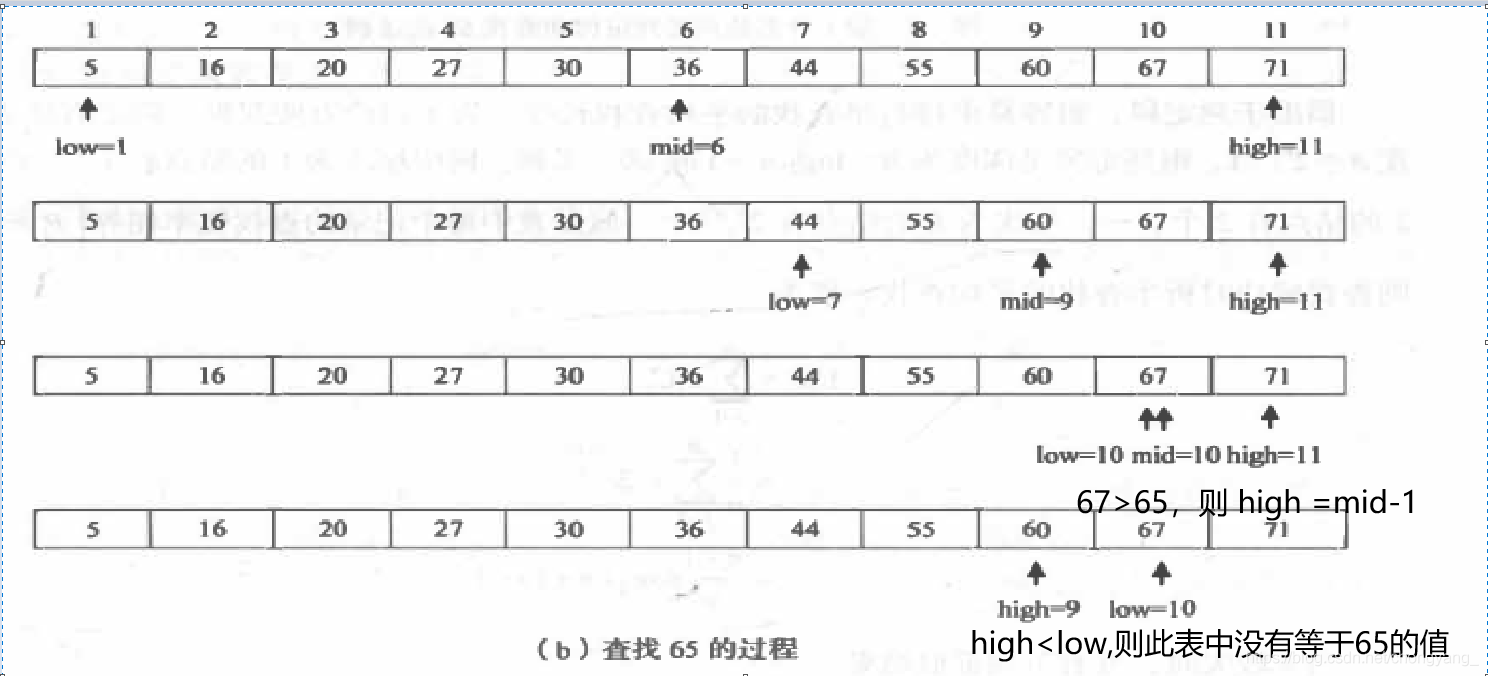 1 2 3 4 5 6 7 8 9 10 11
5 16 20 27 30 36 44 55 60 67 71
low=1 mid=6 high=11
5 16 20 27 30 36 44 55 60 67 71
low=7 mid=9 high=11
5 16 20 27 30 36 44 55 60 67 71
low=10 mid=10 high=11
67>65，则 high =mid-1
5 16 20 27 30 36 44 55 60 67 71
high=9 low=10
（b）查找 65 的过程
high<low,则此表中没有等于65的值
https://blog.csdn.net/chongyang_